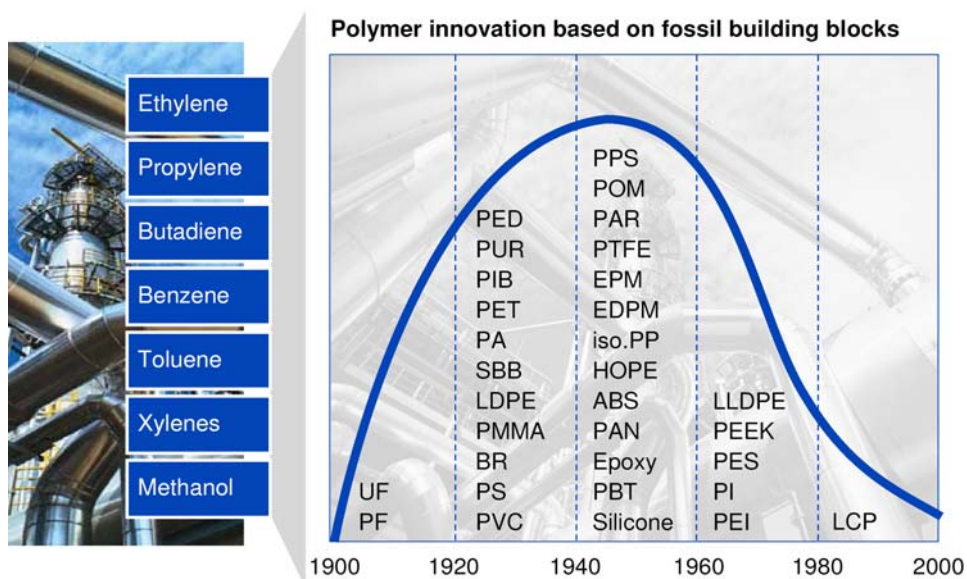 Polymer innovation based on fossil building blocks
Ethylene
Propylene
Butadiene
Benzene
Toluene
Xylenes
Methanol
UF
PF
PED
PUR
PIB
PET
PA
SBB
LDPE
PMMA
BR
PS
PVC
PPS
POM
PAR
PTFE
EPM
EDPM
iso.PP
HOPE
ABS
PAN
Epoxy
PBT
Silicone
LLDPE
PEEK
PES
PI
PEI
LCP
1900 1920 1940 1960 1980 2000